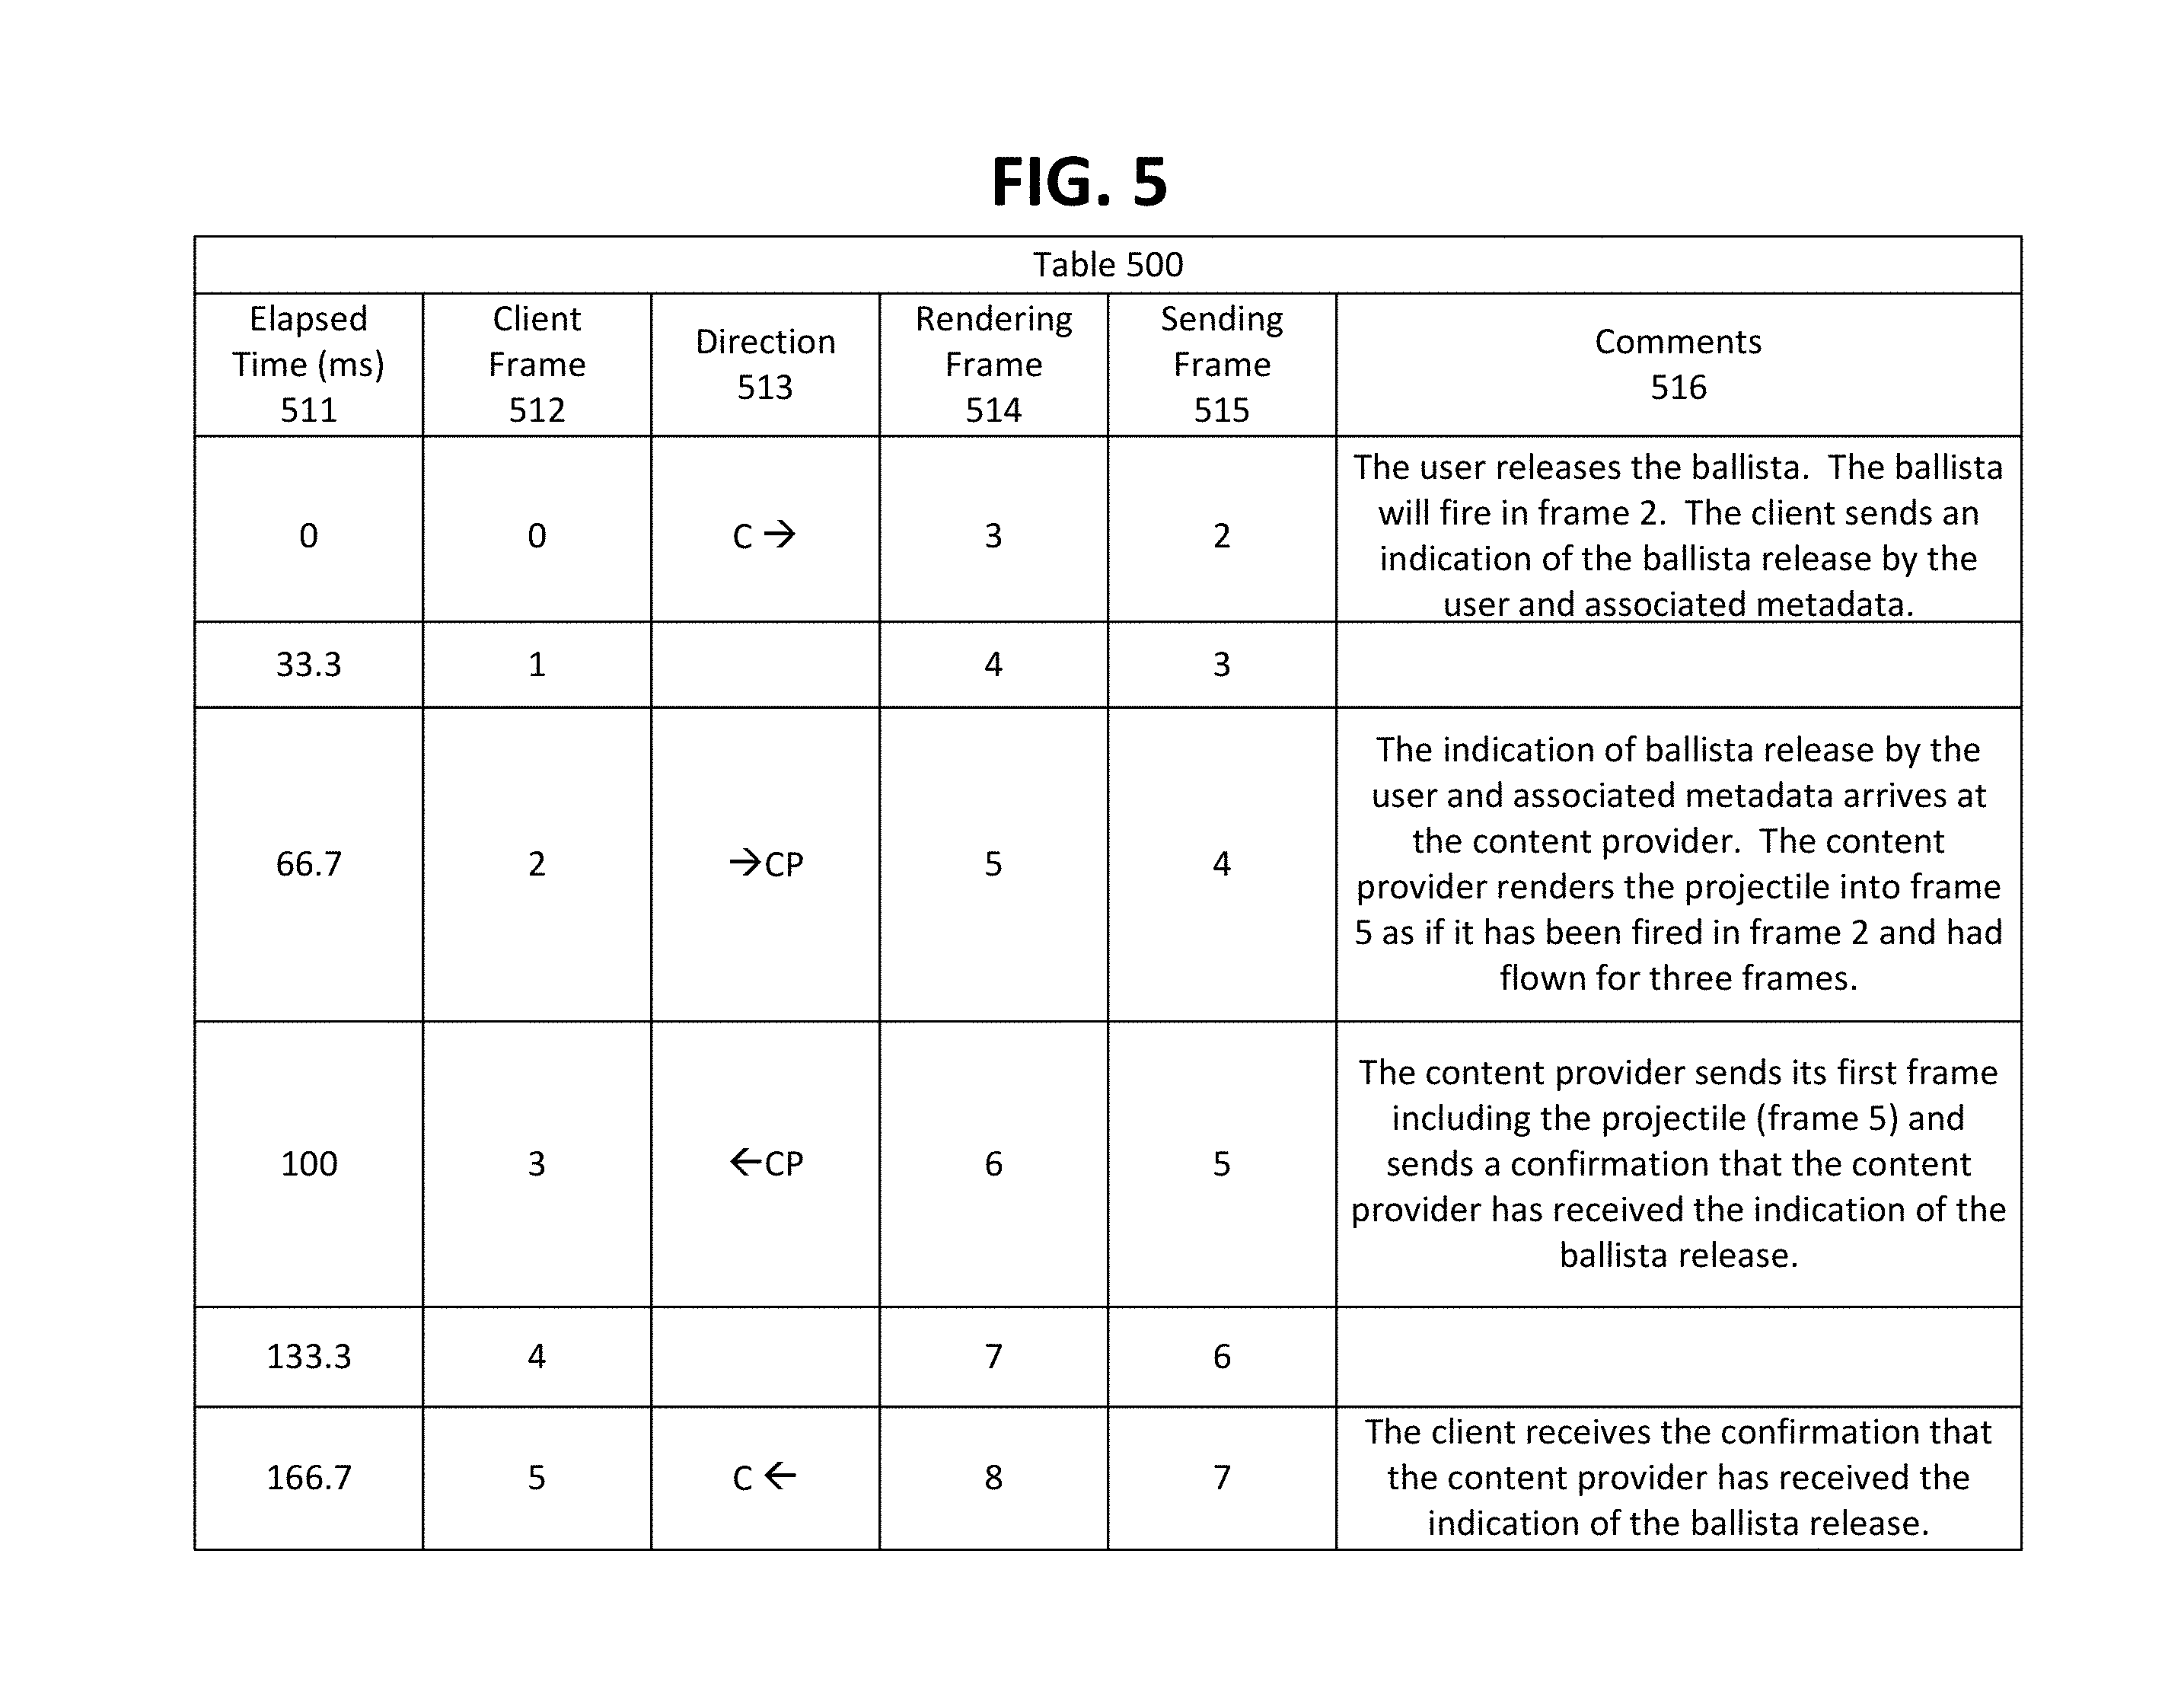 FIG. 5
Table 500
Elapsed
Time (ms)
511
Client
Frame
512
Direction
513
Rendering
Frame
514
Sending
Frame
515
Comments
516
0
0
C →
3
2
The user releases the ballista. The ballista
will fire in frame 2. The client sends an
indication of the ballista release by the
user and associated metadata.
33.3
1
4
3
66.7
2
→CP
5
4
The indication of ballista release by the
user and associated metadata arrives at
the content provider. The content
provider renders the projectile into frame
5 as if it has been fired in frame 2 and had
flown for three frames.
100
3
←CP
6
5
The content provider sends its first frame
including the projectile (frame 5) and
sends a confirmation that the content
provider has received the indication of the
ballista release.
133.3
4
7
6
166.7
5
C ←
8
7
The client receives the confirmation that
the content provider has received the
indication of the ballista release.